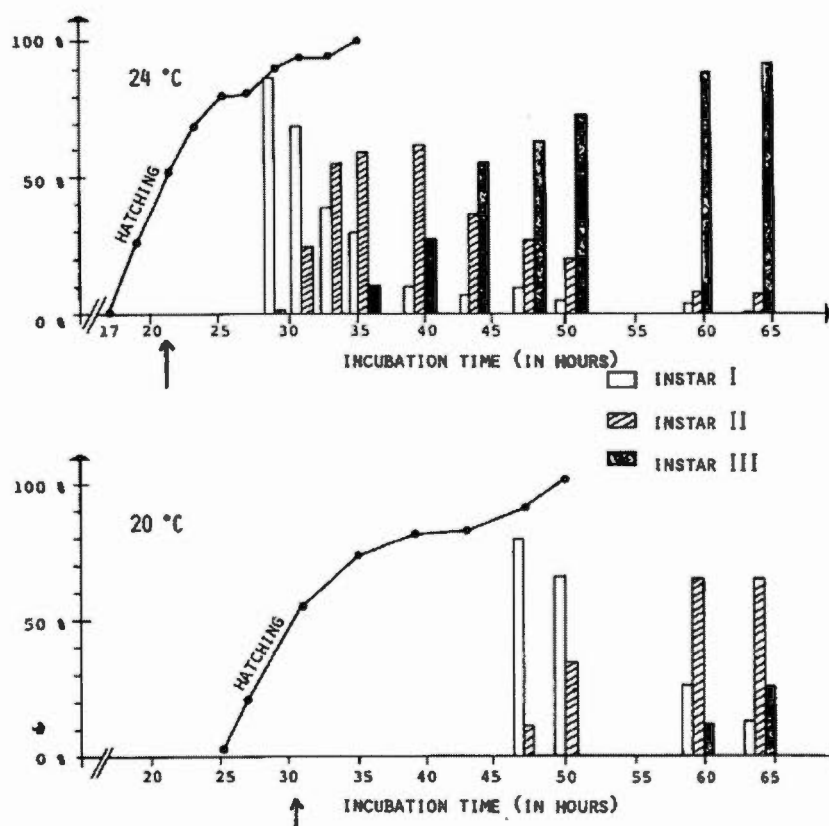 100 %
24 °C
HATCHING
50 %
0 %
17 20 25 30 35 40 45 50 55 60 65
INCUBATION TIME (IN HOURS)
INSTAR I
INSTAR II
INSTAR III
100 %
20 °C
50 %
HATCHING
0 %
20 25 30 35 40 45 50 55 60 65
INCUBATION TIME (IN HOURS)